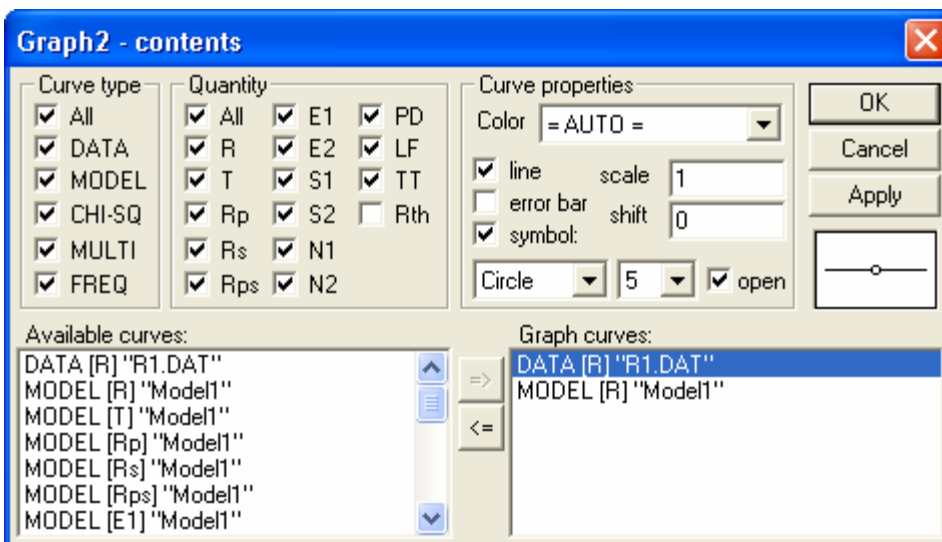 Graph2 - contents
Curve type
All
DATA
MODEL
CHI-SQ
MULTI
FREQ
Quantity
All E1 PD
R E2 LF
T S1 TT
Rp S2 Rth
Rs N1
Rps N2
Curve properties
Color = AUTO =
line scale 1
error bar shift 0
symbol:
Circle 5 open
OK
Cancel
Apply
Available curves:
DATA [R] "R1.DAT"
MODEL [R] "Model1"
MODEL [T] "Model1"
MODEL [Rp] "Model1"
MODEL [Rs] "Model1"
MODEL [Rps] "Model1"
MODEL [E1] "Model1"
=>
<=
Graph curves:
DATA [R] "R1.DAT"
MODEL [R] "Model1"